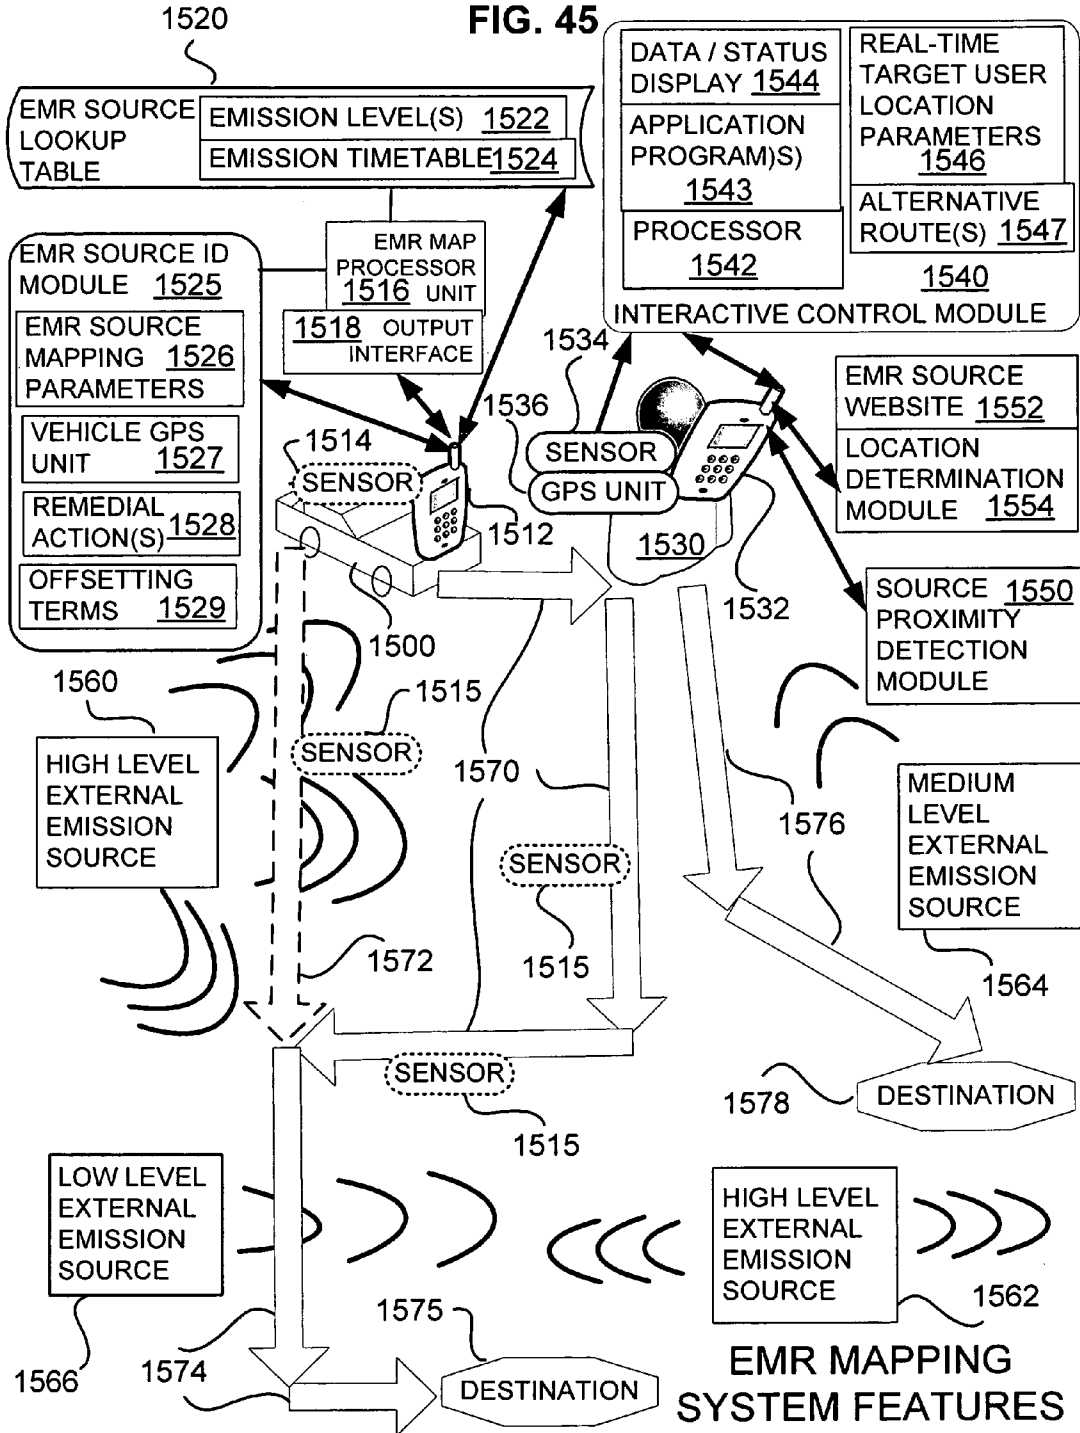 FIG. 45
1520
EMR SOURCE
LOOKUP
TABLE
EMISSION LEVEL(S) 1522
EMISSION TIMETABLE 1524
DATA / STATUS
DISPLAY 1544
APPLICATION
PROGRAM)S)
1543
PROCESSOR
1542
REAL-TIME
TARGET USER
LOCATION
PARAMETERS
1546
ALTERNATIVE
ROUTE(S) 1547
1540
INTERACTIVE CONTROL MODULE
EMR SOURCE ID
MODULE 1525
EMR SOURCE
MAPPING 1526
PARAMETERS
VEHICLE GPS
UNIT 1527
REMEDIAL
ACTION(S) 1528
OFFSETTING
TERMS 1529
EMR MAP
PROCESSOR
1516 UNIT
1518 OUTPUT
INTERFACE
1514
SENSOR
1512
1500
1534
1536
SENSOR
GPS UNIT
1530
1532
EMR SOURCE
WEBSITE 1552
LOCATION
DETERMINATION
MODULE 1554
SOURCE 1550
PROXIMITY
DETECTION
MODULE
1560
HIGH LEVEL
EXTERNAL
EMISSION
SOURCE
1515
SENSOR
1570
1576
MEDIUM
LEVEL
EXTERNAL
EMISSION
SOURCE
1564
SENSOR
1515
1572
SENSOR
1515
1578
DESTINATION
LOW LEVEL
EXTERNAL
EMISSION
SOURCE
1566
1574
1575
DESTINATION
HIGH LEVEL
EXTERNAL
EMISSION
SOURCE
1562
EMR MAPPING
SYSTEM FEATURES